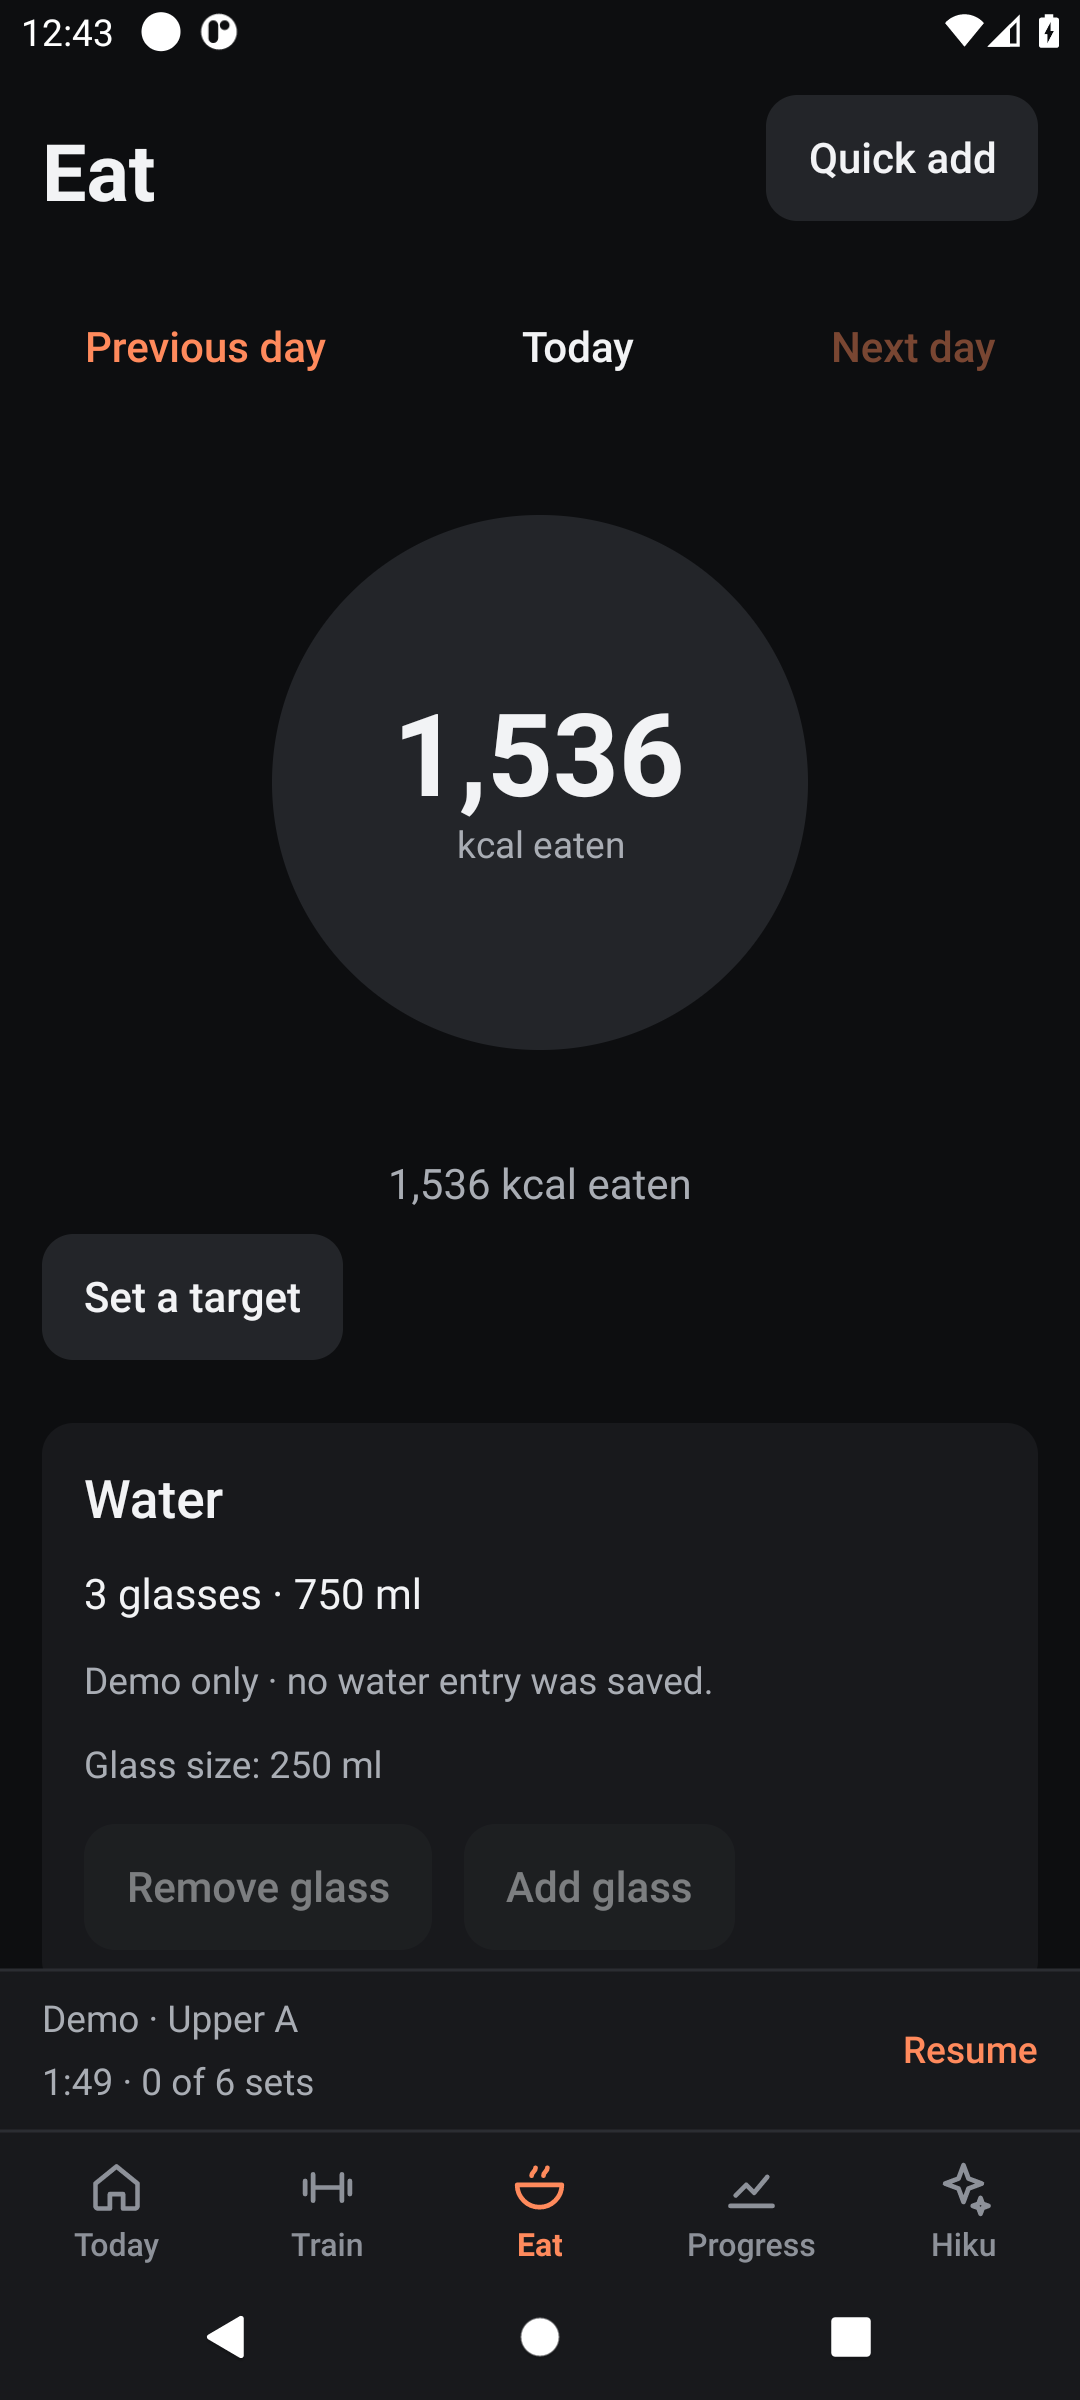 12:43
Eat
Quick add
Previous day
Today
Next day
1,536
kcal eaten
1,536 kcal eaten
Set a target
Water
3 glasses · 750 ml
Demo only · no water entry was saved.
Glass size: 250 ml
Remove glass
Add glass
Demo · Upper A
1:49 · 0 of 6 sets
Resume
Today
Train
Eat
Progress
Hiku